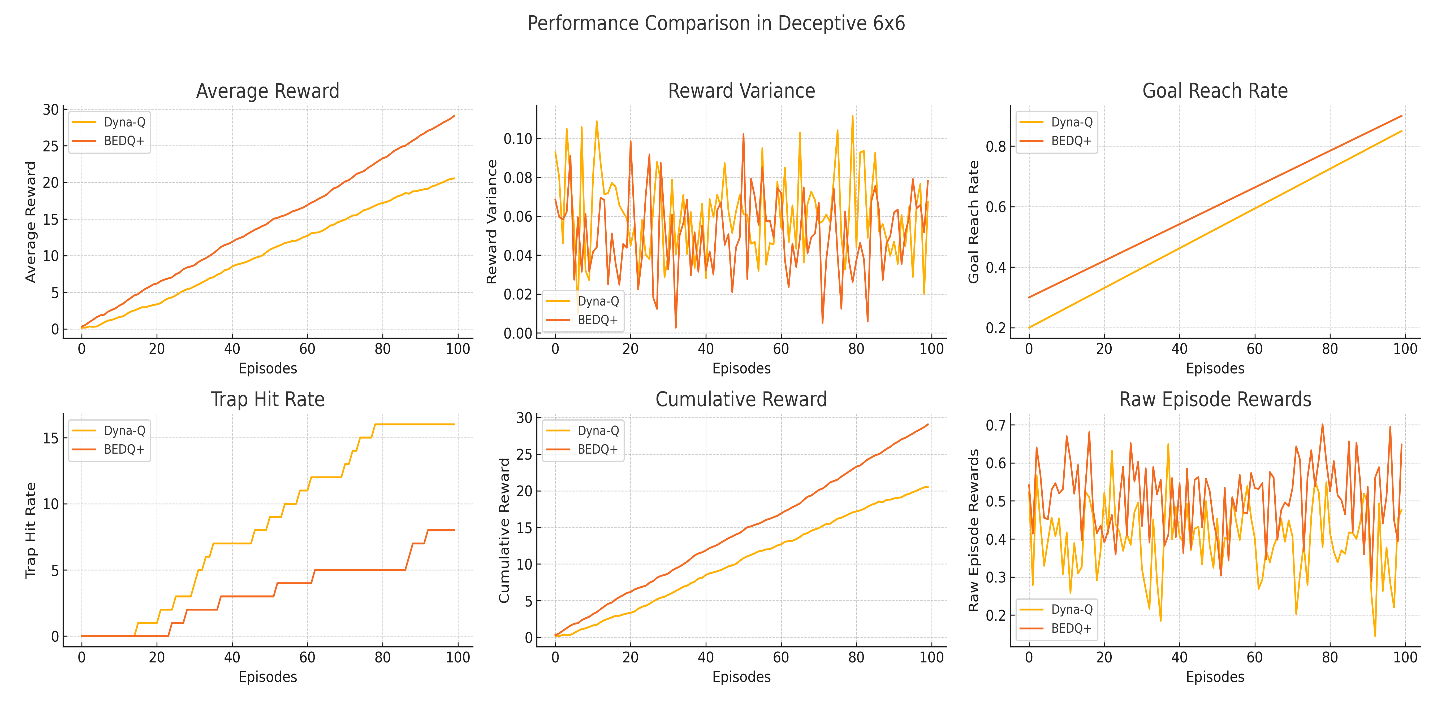 Performance Comparison in Deceptive 6x6
Average Reward
Average Reward
30
25
20
15
10
5
0
Dyna-Q
BEDQ+
0 20 40 60 80 100
Episodes
Reward Variance
Reward Variance
0.10
0.08
0.06
0.04
0.02
0.00
Dyna-Q
BEDQ+
0 20 40 60 80 100
Episodes
Goal Reach Rate
Goal Reach Rate
0.8
0.6
0.4
0.2
Dyna-Q
BEDQ+
0 20 40 60 80 100
Episodes
Trap Hit Rate
Trap Hit Rate
15
10
5
0
Dyna-Q
BEDQ+
0 20 40 60 80 100
Episodes
Cumulative Reward
Cumulative Reward
30
25
20
15
10
5
0
Dyna-Q
BEDQ+
0 20 40 60 80 100
Episodes
Raw Episode Rewards
Raw Episode Rewards
0.7
0.6
0.5
0.4
0.3
0.2
Dyna-Q
BEDQ+
0 20 40 60 80 100
Episodes